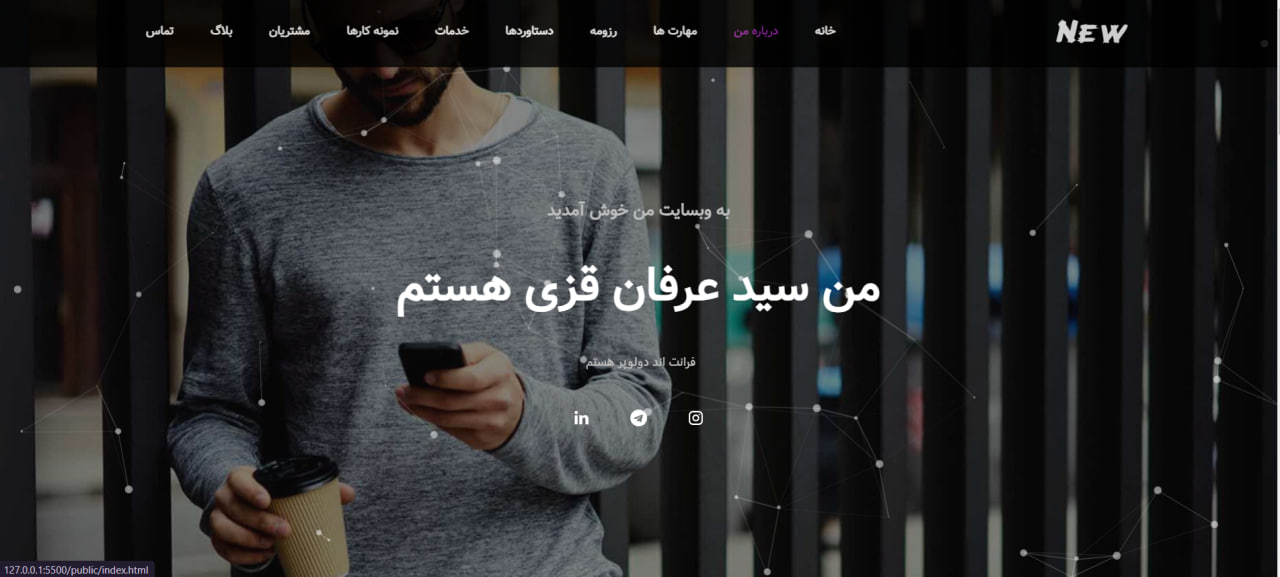 NEW
خانه درباره من مهارت ها رزومه دستاوردها خدمات نمونه کارها مشتریان بلاگ تماس
به وبسایت من خوش آمدید
من سید عرفان قزی هستم
فرانت اند دولوپر هستم
in
127.0.0.1:5500/public/index.html